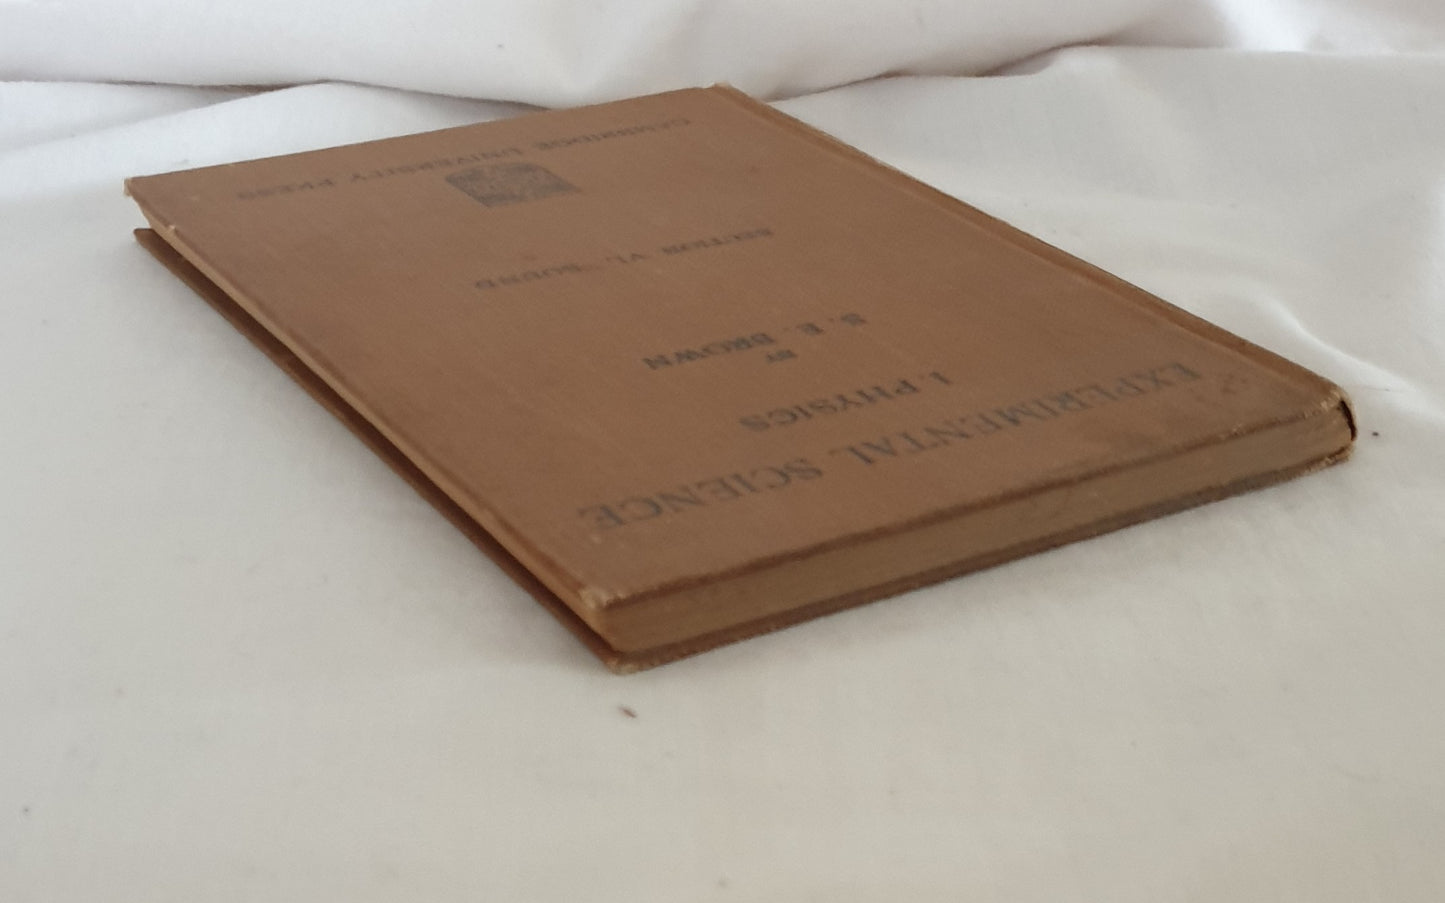 EXPERIMENTAL SCIENCE
I. PHYSICS
BY
S. E. BROWN
SECTION VI. SOUND
CAMBRIDGE UNIVERSITY PRESS